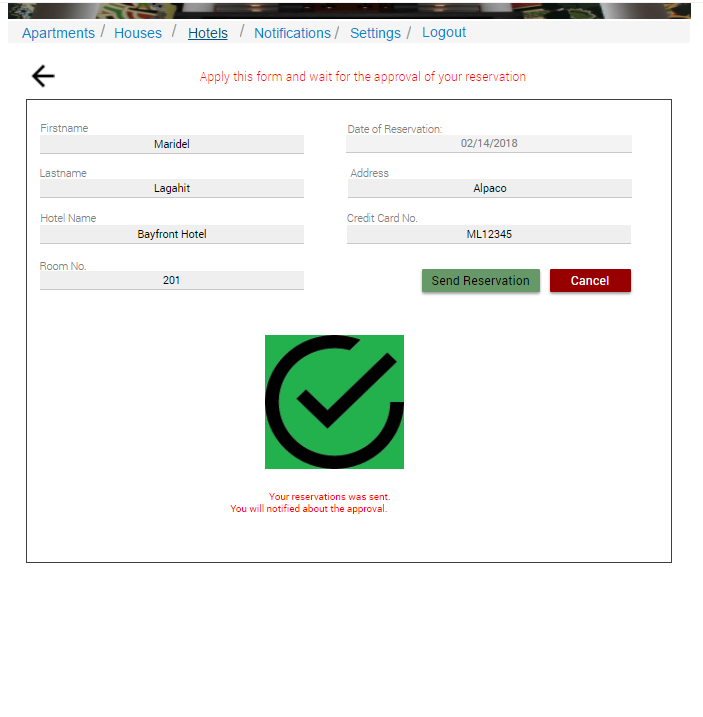 Apartments / Houses / Hotels / Notifications / Settings / Logout
Apply this form and wait for the approval of your reservation
Firstname
Maridel
Date of Reservation:
02/14/2018
Lastname
Lagahit
Address
Alpaco
Hotel Name
Bayfront Hotel
Credit Card No.
ML12345
Room No.
201
Send Reservation
Cancel
Your reservations was sent.
You will notified about the approval.